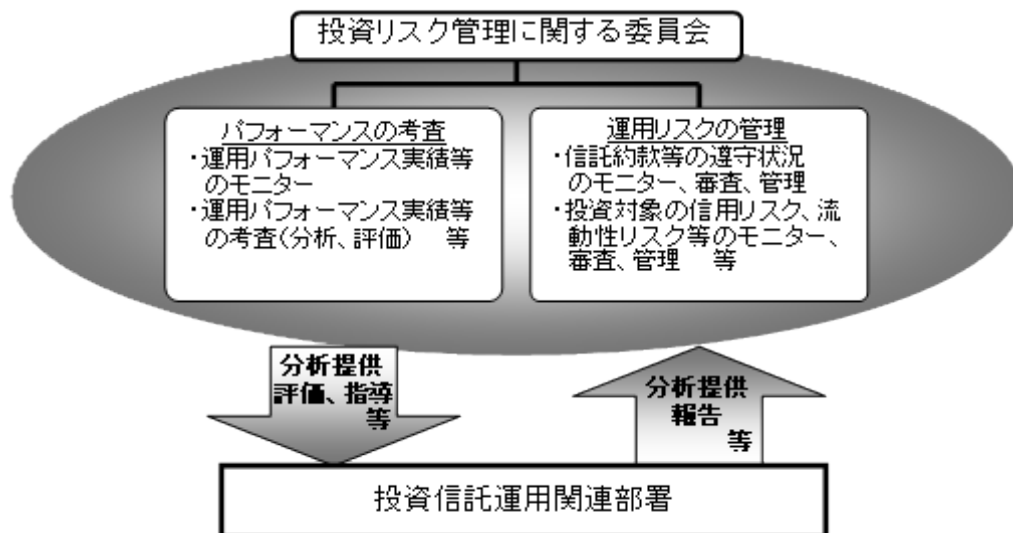 投資リスク管理に関する委員会
パフォーマンスの考査
・運用パフォーマンス実績等
のモニター
・運用パフォーマンス実績等
の考査(分析、評価) 等
運用リスクの管理
・信託約款等の遵守状況
のモニター、審査、管理
・投資対象の信用リスク、流
動性リスク等のモニター、
審査、管理 等
分析提供
評価、指導
等
分析提供
報告
等
投資信託運用関連部署